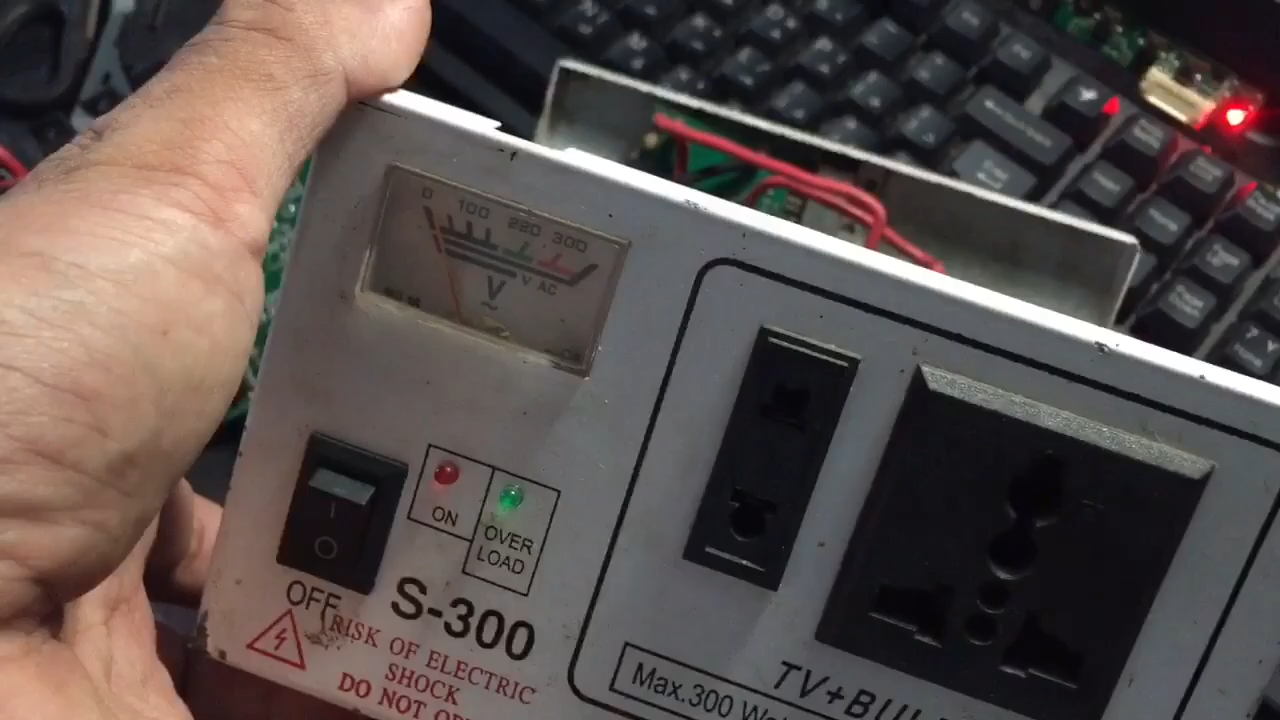 0 100 220 300
V AC
V
~
I
O
OFF
ON
OVER
LOAD
S-300
RISK OF ELECTRIC
SHOCK
DO NOT
TV+
Max.300